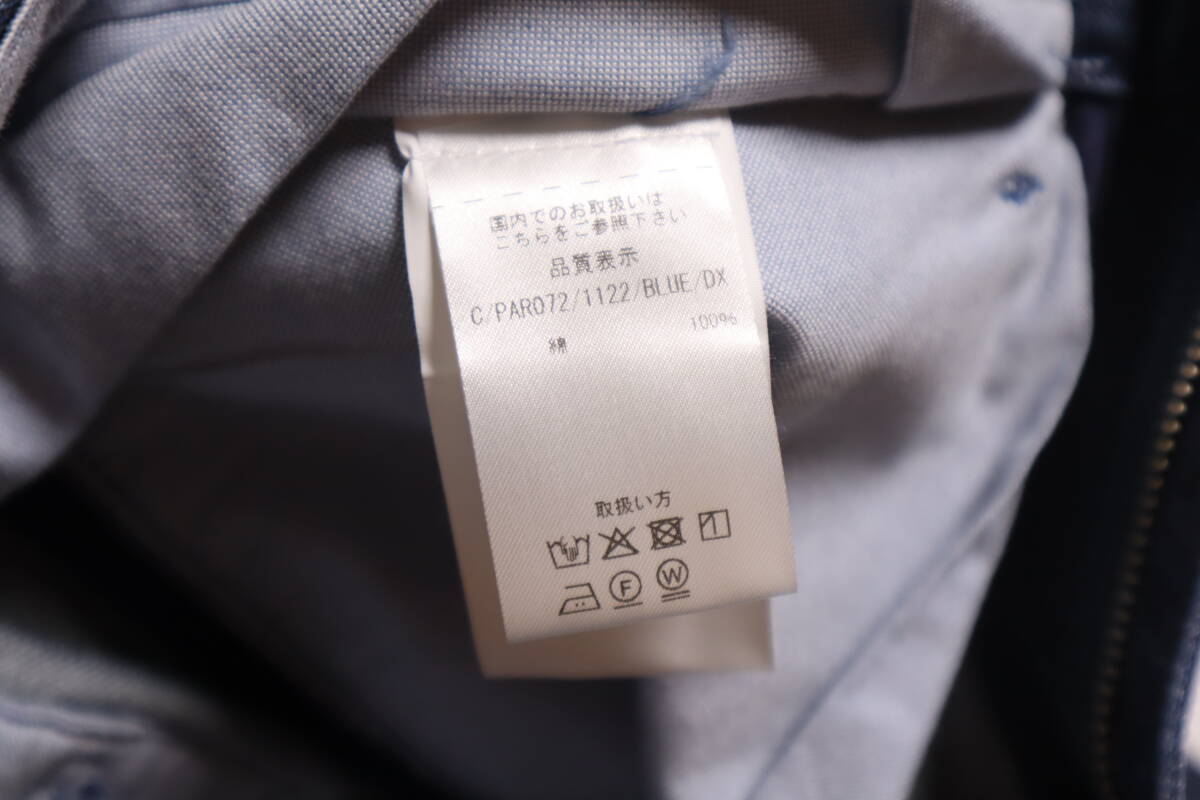 国内でのお取扱いは
こちらをご参照下さい
品質表示
C/PAR072/1122/BLUE/DX
綿 100%
取扱い方
F W